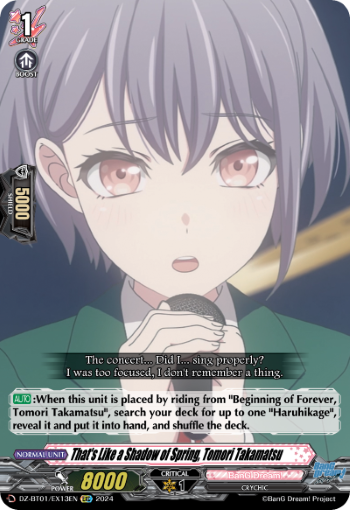 1
GRADE
BOOST
5000
SHIELD
The concert... Did I... sing properly?
I was too focused, I don't remember a thing.
AUTO:When this unit is placed by riding from "Beginning of Forever,
Tomori Takamatsu", search your deck for up to one "Haruhikage",
reveal it and put it into hand, and shuffle the deck.
NORMAL UNIT That's Like a Shadow of Spring, Tomori Takamatsu
POWER 8000 CRITICAL 1 BanG Dream!
CRYCHIC
DZ-BT01/EX13EN 2024 ©BanG Dream! Project